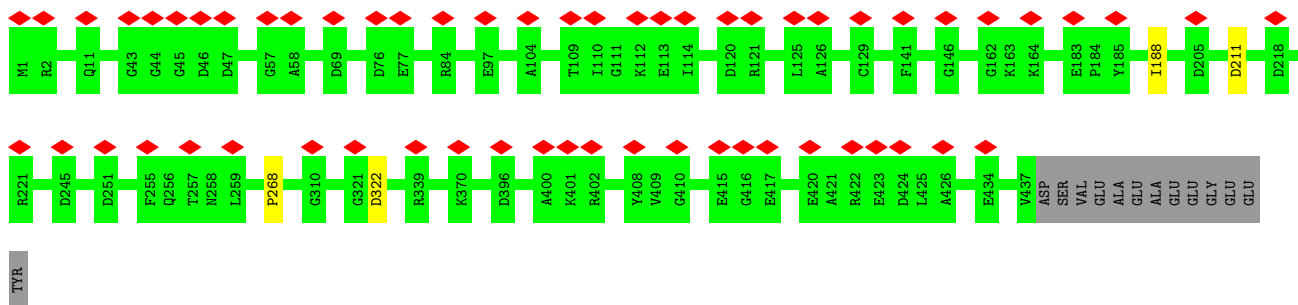 M1 R2 Q11 G43 G44 G45 D46 D47 G57 A58 D69 D76 E77 R84 E97 A104 T109 I110 G111 K112 E113 I114 D120 R121 L125 A126 C129 F141 G146 G162 K163 K164 E183 P184 Y185 I188 D205 D211 D218
R221 D245 D251 F255 Q256 T257 N258 L259 P268 G310 G321 D322 R339 K370 D396 A400 K401 R402 Y408 V409 G410 E415 G416 E417 E420 A421 R422 E423 D424 L425 A426 E434 V437 ASP SER VAL GLU ALA GLU ALA GLU GLU GLY GLU GLU
TYR